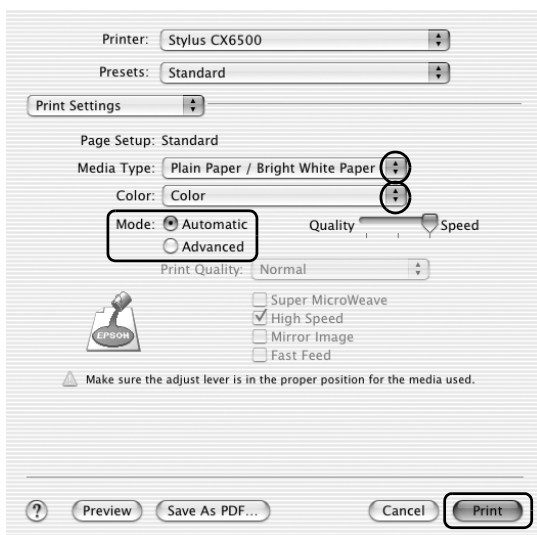 Printer: Stylus CX6500
Presets: Standard
Print Settings
Page Setup: Standard
Media Type: Plain Paper / Bright White Paper
Color: Color
Mode: Automatic Quality Speed
Advanced
Print Quality: Normal
Super MicroWeave
High Speed
EPSON
Mirror Image
Fast Feed
Make sure the adjust lever is in the proper position for the media used.
? Preview Save As PDF... Cancel Print